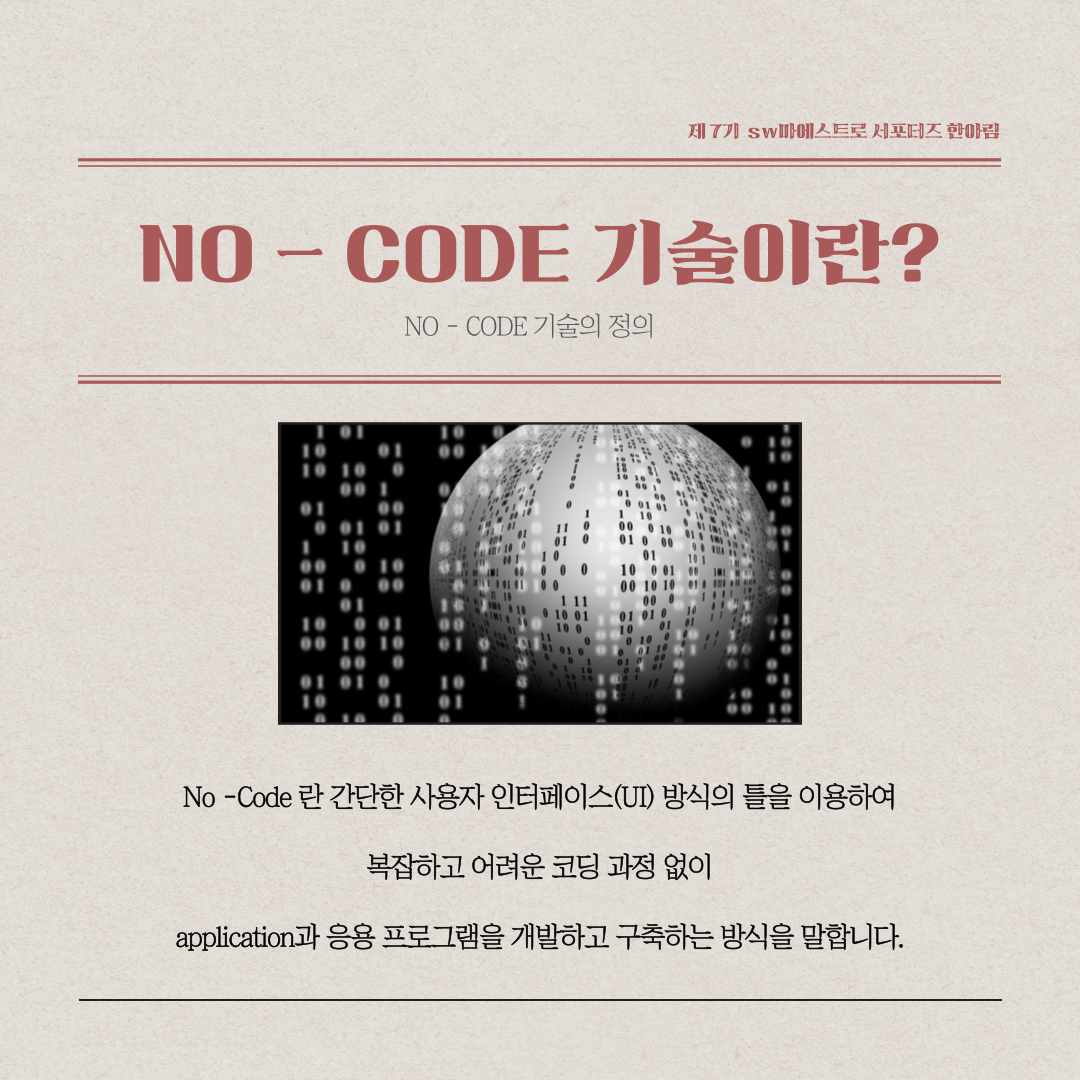 제 7기 sw마에스트로 서포터즈 한아림
NO - CODE 기술이란?
NO - CODE 기술의 정의
No -Code 란 간단한 사용자 인터페이스(UI) 방식의 틀을 이용하여
복잡하고 어려운 코딩 과정 없이
application과 응용 프로그램을 개발하고 구축하는 방식을 말합니다.